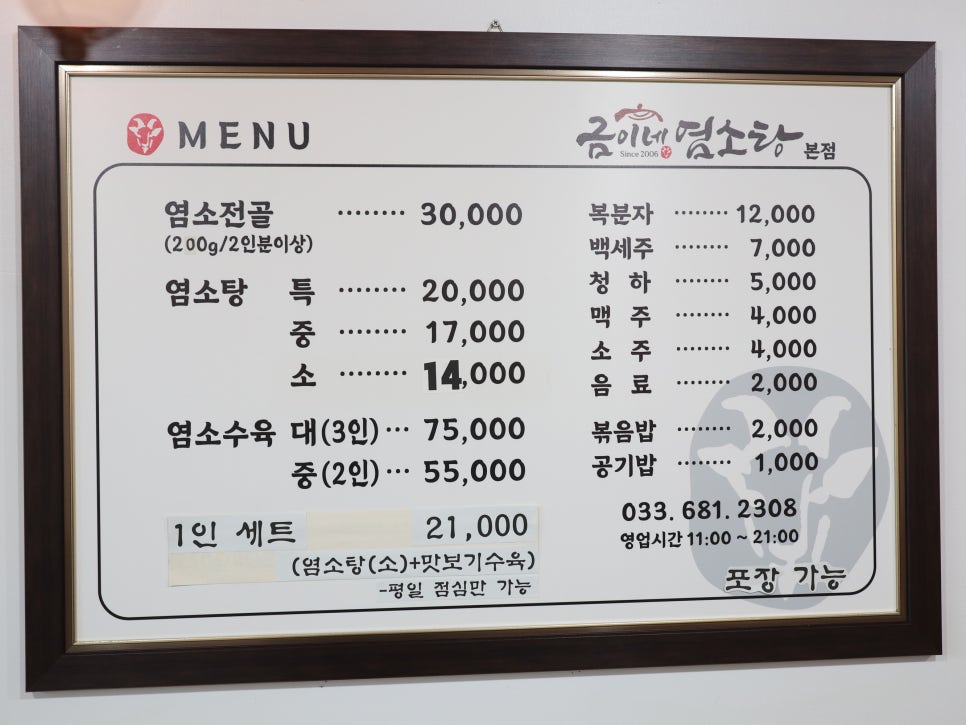 MENU
금이네 염소탕 본점
Since 2006
염소전골 ········ 30,000
(200g/2인분이상)
염소탕 특 ········ 20,000
중 ········ 17,000
소 ········ 14,000
염소수육 대(3인) ··· 75,000
중(2인) ··· 55,000
1인 세트 21,000
(염소탕(소)+맛보기수육)
-평일 점심만 가능
복분자 ········ 12,000
백세주 ········ 7,000
청 하 ········ 5,000
맥 주 ········ 4,000
소 주 ········ 4,000
음 료 ········ 2,000
볶음밥 ········ 2,000
공기밥 ········ 1,000
033. 681. 2308
영업시간 11:00 ~ 21:00
포장 가능